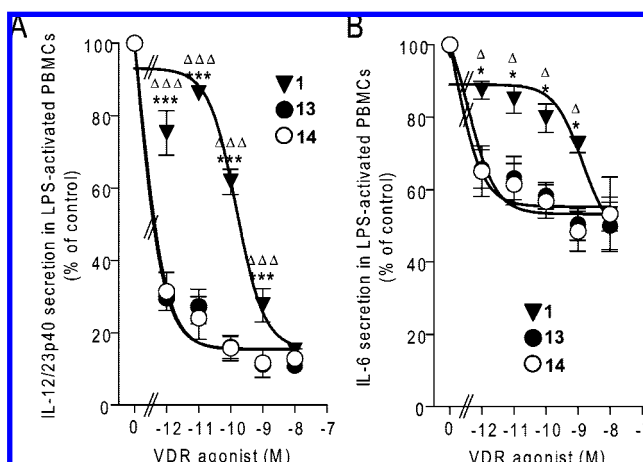 A
IL-12/23p40 secretion in LPS-activated PBMCs
(% of control)
100
80
60
40
20
0
ΔΔΔ
***
ΔΔΔ
***
ΔΔΔ
***
ΔΔΔ
***
1
13
14
0 -12 -11 -10 -9 -8 -7
VDR agonist (M)
B
IL-6 secretion in LPS-activated PBMCs
(% of control)
100
80
60
40
20
0
Δ
*
Δ
*
Δ
*
Δ
*
1
13
14
0 -12 -11 -10 -9 -8 -7
VDR agonist (M)